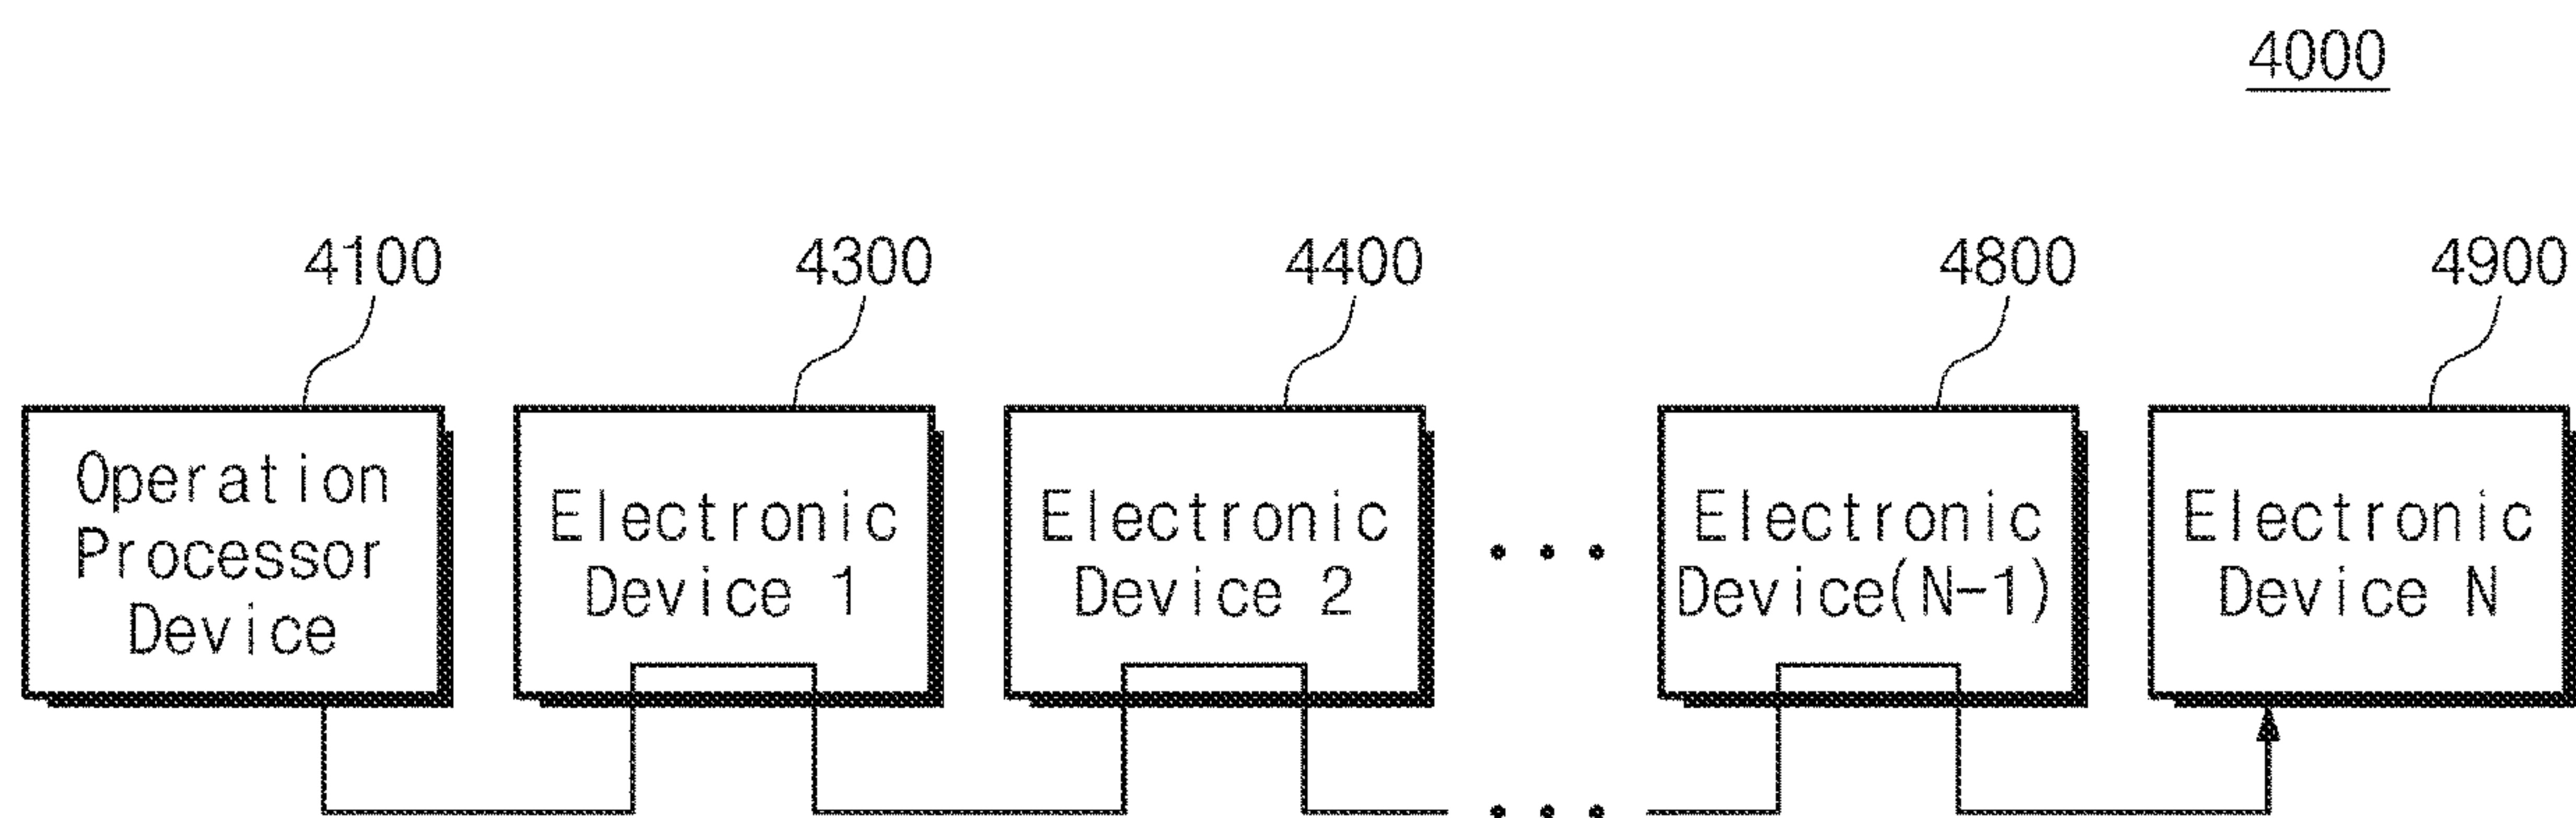 4000
4100
4300
4400
4800
4900
Operation
Processor
Device
Electronic
Device 1
Electronic
Device 2
...
Electronic
Device(N-1)
Electronic
Device N
...